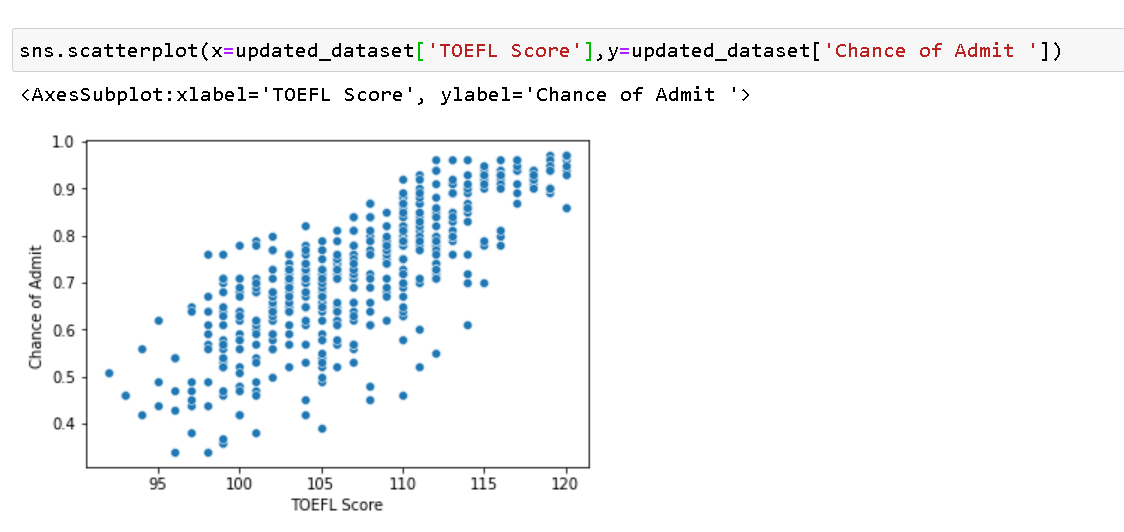 sns.scatterplot(x=updated_dataset['TOEFL Score'],y=updated_dataset['Chance of Admit '])
<AxesSubplot:xlabel='TOEFL Score', ylabel='Chance of Admit '>
1.0
0.9
0.8
0.7
0.6
0.5
0.4
Chance of Admit
95 100 105 110 115 120
TOEFL Score